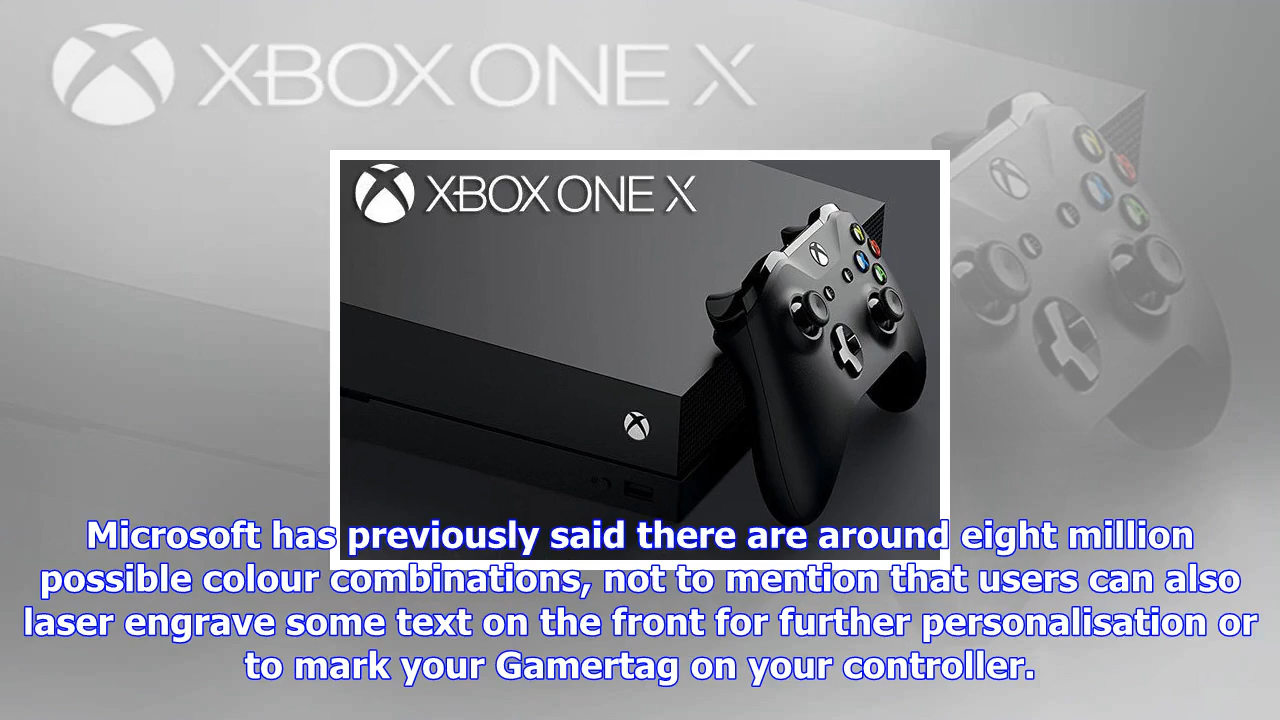 XBOX ONE X
XBOX ONE X
Microsoft has previously said there are around eight million
possible colour combinations, not to mention that users can also
laser engrave some text on the front for further personalisation or
to mark your Gamertag on your controller.